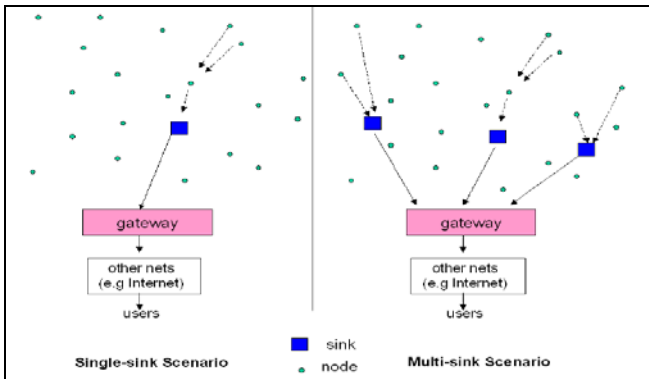 gateway
other nets
(e.g Internet)
users
Single-sink Scenario
gateway
other nets
(e.g Internet)
users
Multi-sink Scenario
sink
node